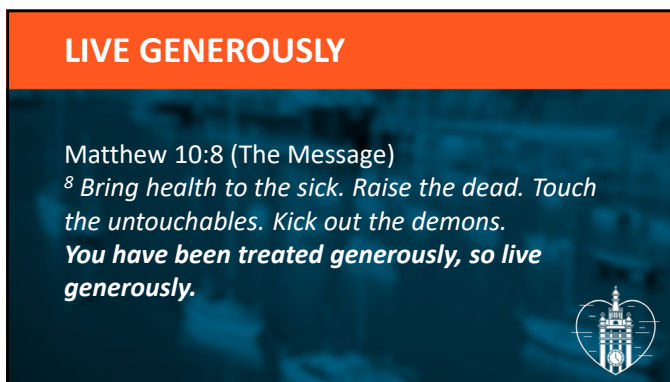 LIVE GENEROUSLY
Matthew 10:8 (The Message)
⁸ Bring health to the sick. Raise the dead. Touch
the untouchables. Kick out the demons.
You have been treated generously, so live
generously.